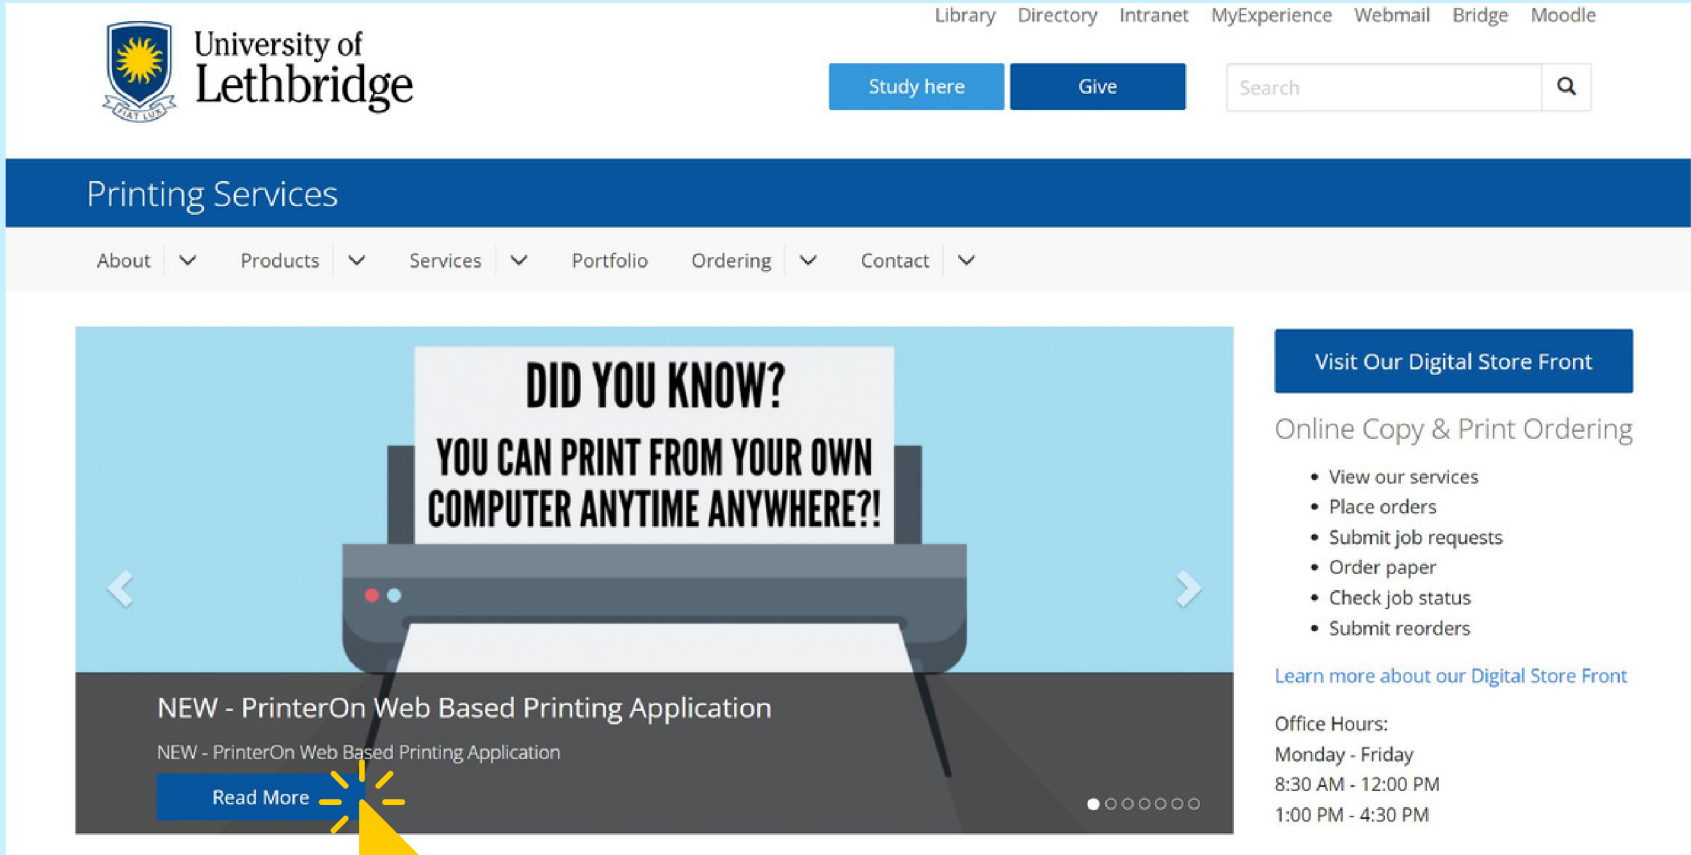 Library Directory Intranet MyExperience Webmail Bridge Moodle
University of
Lethbridge
FIAT LUX
Study here
Give
Search
Printing Services
About
Products
Services
Portfolio
Ordering
Contact
DID YOU KNOW?
YOU CAN PRINT FROM YOUR OWN
COMPUTER ANYTIME ANYWHERE?!
NEW - PrinterOn Web Based Printing Application
NEW - PrinterOn Web Based Printing Application
Read More
Visit Our Digital Store Front
Online Copy & Print Ordering
• View our services
• Place orders
• Submit job requests
• Order paper
• Check job status
• Submit reorders
Learn more about our Digital Store Front
Office Hours:
Monday - Friday
8:30 AM - 12:00 PM
1:00 PM - 4:30 PM